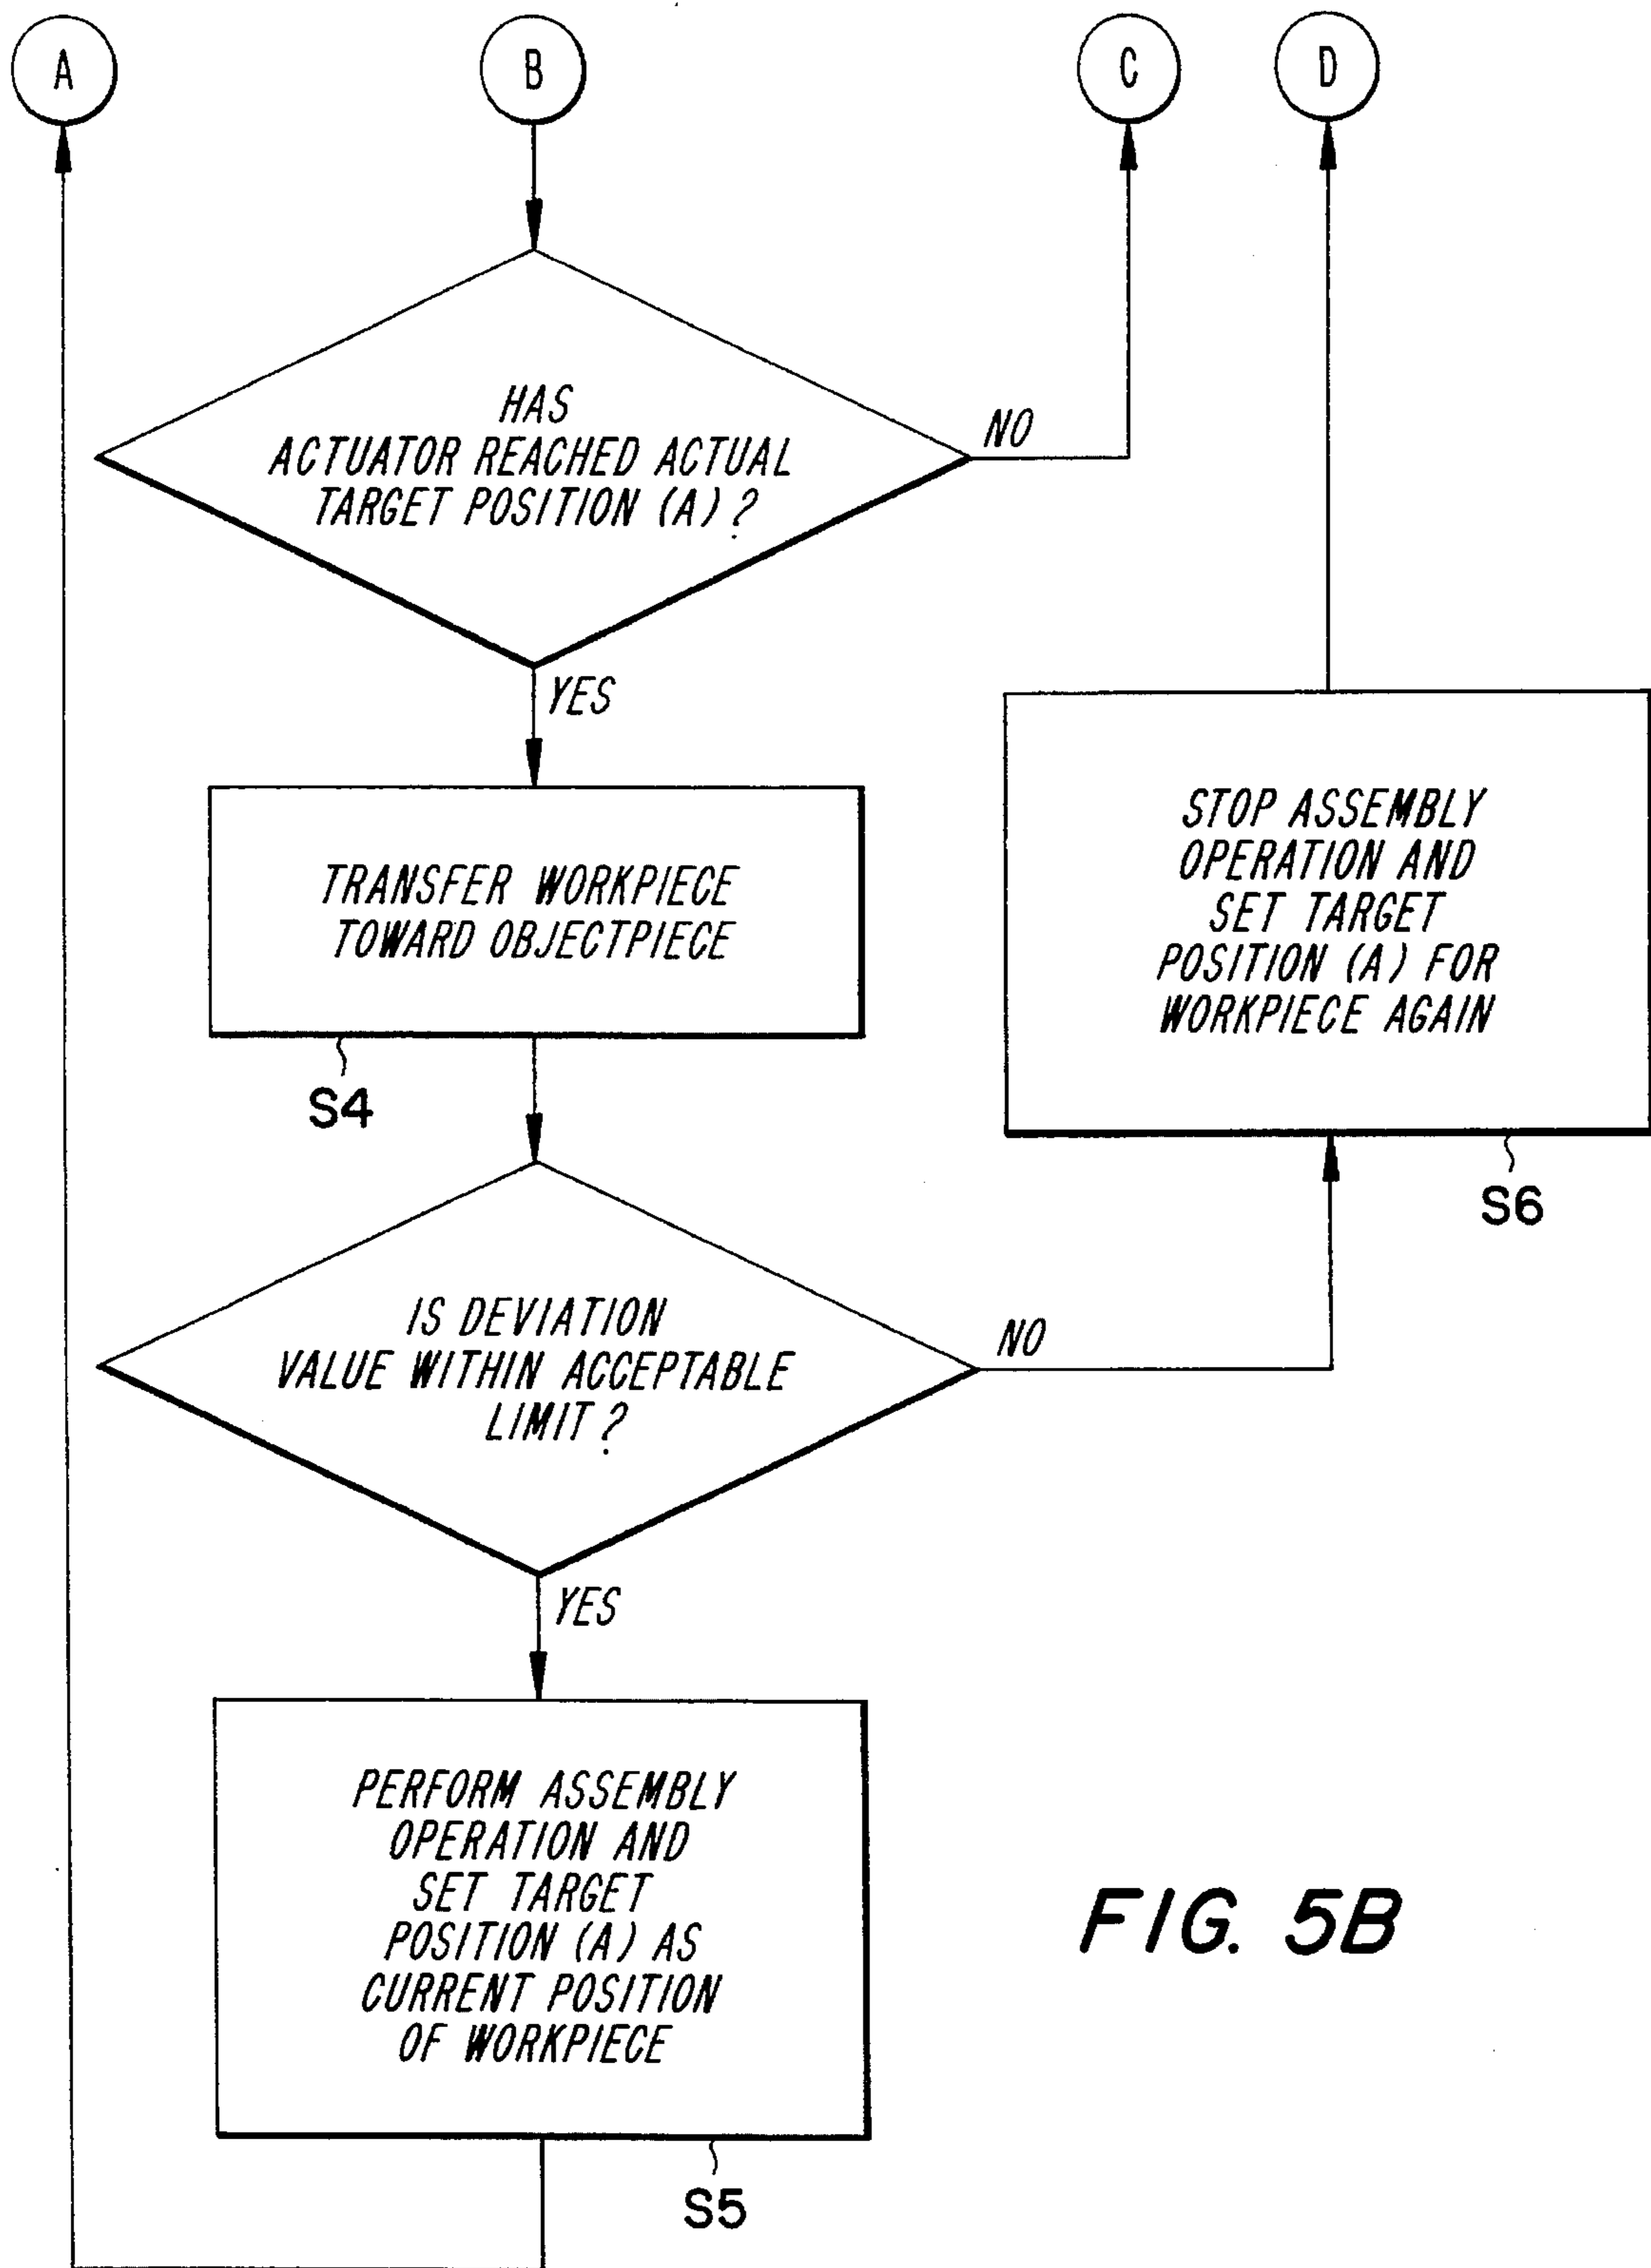 A
B
C
D
HAS
ACTUATOR REACHED ACTUAL
TARGET POSITION (A)?
NO
YES
TRANSFER WORKPIECE
TOWARD OBJECTPIECE
S4
STOP ASSEMBLY
OPERATION AND
SET TARGET
POSITION (A) FOR
WORKPIECE AGAIN
S6
IS DEVIATION
VALUE WITHIN ACCEPTABLE
LIMIT?
NO
YES
PERFORM ASSEMBLY
OPERATION AND
SET TARGET
POSITION (A) AS
CURRENT POSITION
OF WORKPIECE
S5
FIG. 5B